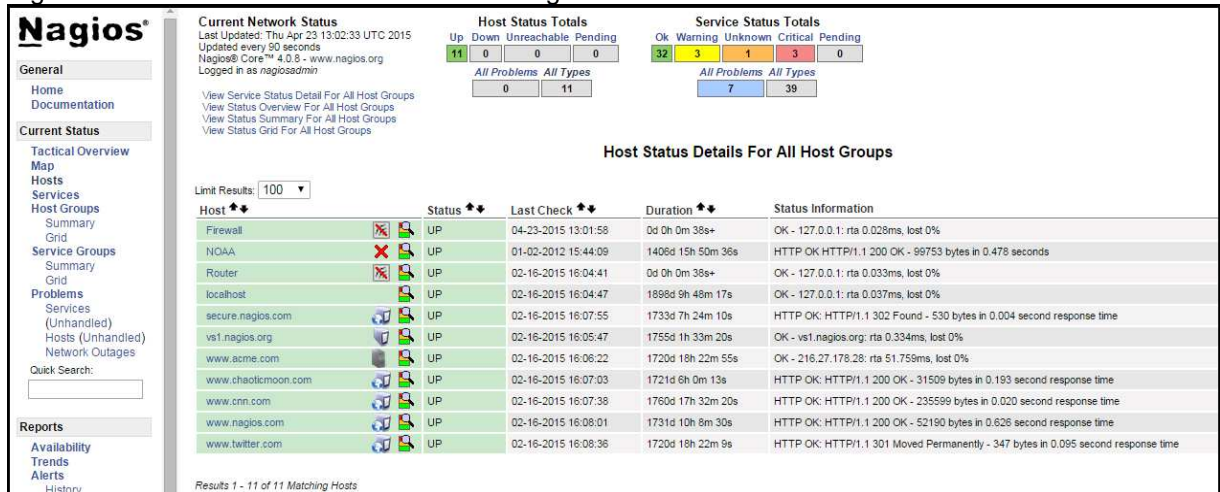 Nagios®
General
Home
Documentation
Current Status
Tactical Overview
Map
Hosts
Services
Host Groups
Summary
Grid
Service Groups
Summary
Grid
Problems
Services
(Unhandled)
Hosts (Unhandled)
Network Outages
Quick Search:
Reports
Availability
Trends
Alerts
History
Current Network Status
Last Updated: Thu Apr 23 13:02:33 UTC 2015
Updated every 90 seconds
Nagios® Core™ 4.0.8 - www.nagios.org
Logged in as nagiosadmin
View Service Status Detail For All Host Groups
View Status Overview For All Host Groups
View Status Summary For All Host Groups
View Status Grid For All Host Groups
Host Status Totals
Up Down Unreachable Pending
11 0 0 0
All Problems All Types
0 11
Service Status Totals
Ok Warning Unknown Critical Pending
32 3 1 3 0
All Problems All Types
7 39
Host Status Details For All Host Groups
Limit Results: 100
Host Status Last Check Duration Status Information
Firewall UP 04-23-2015 13:01:58 0d 0h 0m 38s+ OK - 127.0.0.1: rta 0.028ms, lost 0%
NOAA UP 01-02-2012 15:44:09 1406d 15h 50m 36s HTTP OK HTTP/1.1 200 OK - 99753 bytes in 0.478 seconds
Router UP 02-16-2015 16:04:41 0d 0h 0m 38s+ OK - 127.0.0.1: rta 0.033ms, lost 0%
localhost UP 02-16-2015 16:04:47 1898d 9h 48m 17s OK - 127.0.0.1: rta 0.037ms, lost 0%
secure.nagios.com UP 02-16-2015 16:07:55 1733d 7h 24m 10s HTTP OK: HTTP/1.1 302 Found - 530 bytes in 0.004 second response time
vs1.nagios.org UP 02-16-2015 16:05:47 1755d 1h 33m 20s OK - vs1.nagios.org: rta 0.334ms, lost 0%
www.acme.com UP 02-16-2015 16:06:22 1720d 18h 22m 55s OK - 216.27.178.28: rta 51.759ms, lost 0%
www.chaoticmoon.com UP 02-16-2015 16:07:03 1721d 6h 0m 13s HTTP OK: HTTP/1.1 200 OK - 31509 bytes in 0.193 second response time
www.cnn.com UP 02-16-2015 16:07:38 1760d 17h 32m 20s HTTP OK: HTTP/1.1 200 OK - 235599 bytes in 0.020 second response time
www.nagios.com UP 02-16-2015 16:08:01 1731d 10h 8m 30s HTTP OK: HTTP/1.1 200 OK - 52190 bytes in 0.626 second response time
www.twitter.com UP 02-16-2015 16:08:36 1720d 18h 22m 9s HTTP OK: HTTP/1.1 301 Moved Permanently - 347 bytes in 0.095 second response time
Results 1 - 11 of 11 Matching Hosts